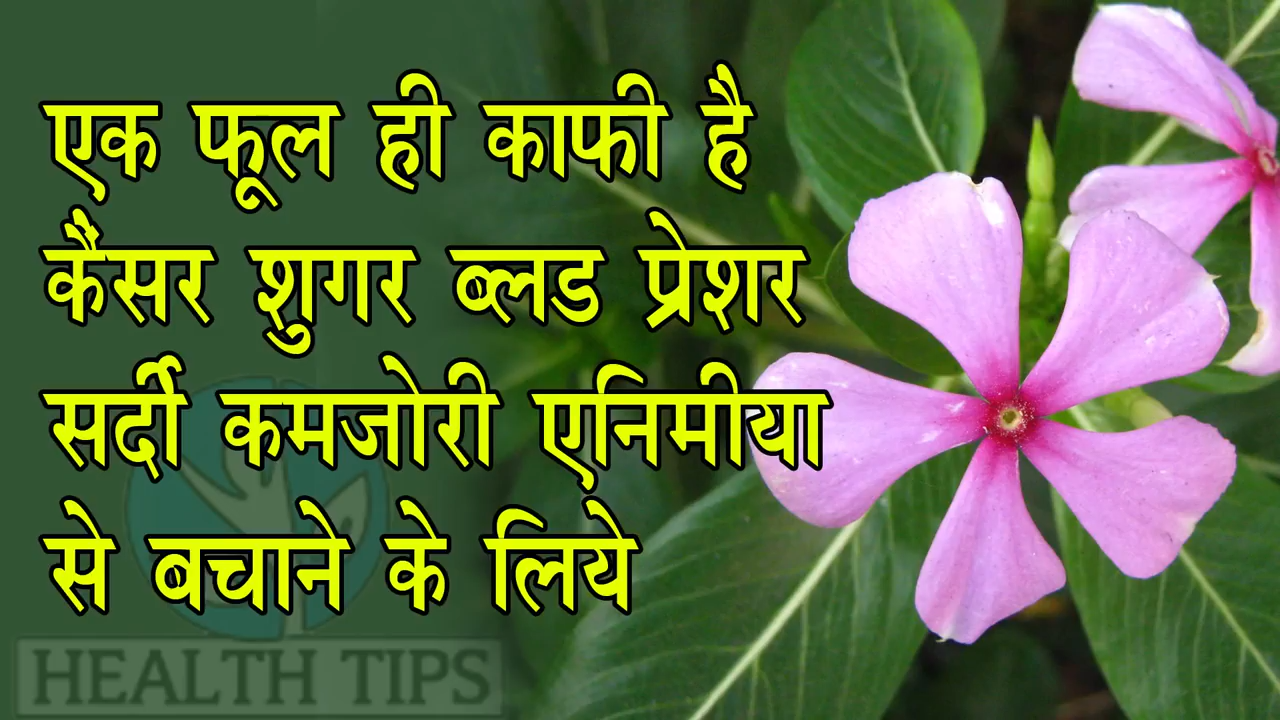 एक फूल ही काफी है
कैंसर शुगर ब्लड प्रेशर
सर्दी कमजोरी एनिमीया
से बचाने के लिये
HEALTH TIPS